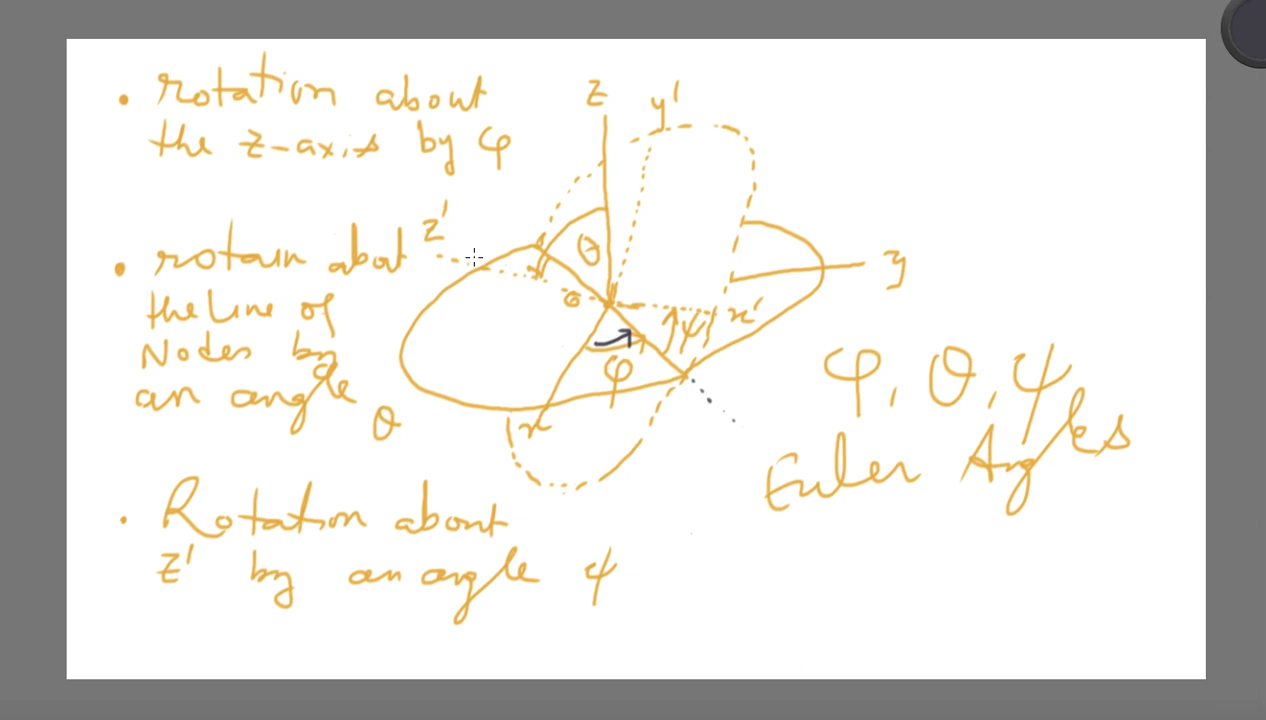 • rotation about
the z-axis by φ
• rotain about
the line of
Nodes by
an angle θ
• Rotation about
z' by an angle ψ
z
y'
z'
θ
y
o
x'
ψ
φ
x
φ, θ, ψ
Euler Angles